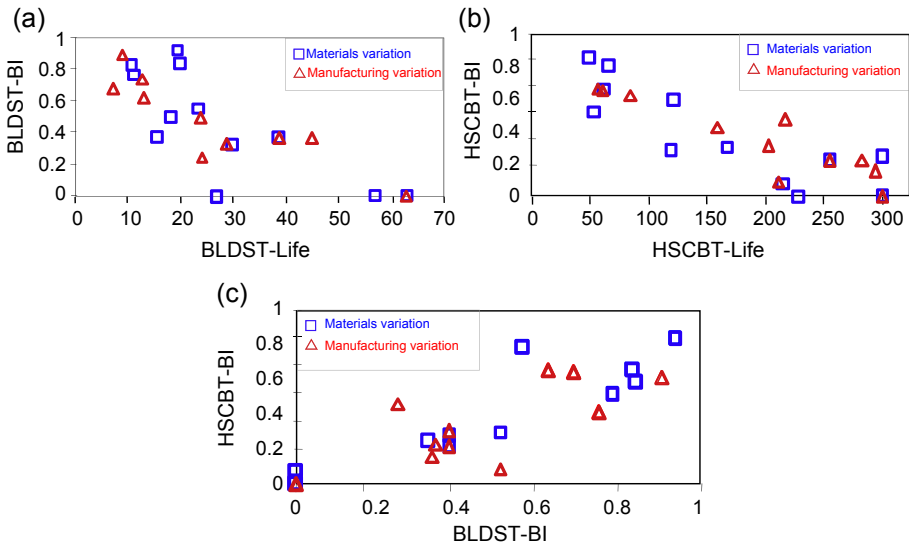 (a)
BLDST-BI
1
0.8
0.6
0.4
0.2
0
Materials variation
Manufacturing variation
0 10 20 30 40 50 60 70
BLDST-Life
(b)
HSCBT-BI
1
0.8
0.6
0.4
0.2
0
Materials variation
Manufacturing variation
0 50 100 150 200 250 300
HSCBT-Life
(c)
HSCBT-BI
1
0.8
0.6
0.4
0.2
0
Materials variation
Manufacturing variation
0 0.2 0.4 0.6 0.8 1
BLDST-BI